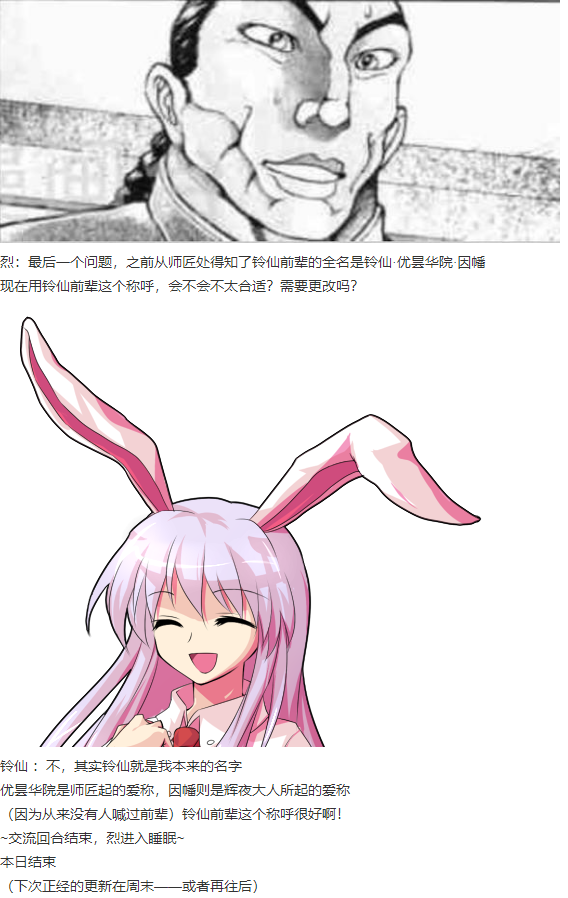 烈：最后一个问题，之前从师匠处得知了铃仙前辈的全名是铃仙·优昙华院·因幡
现在用铃仙前辈这个称呼，会不会不太合适？需要更改吗？
铃仙 ：不，其实铃仙就是我本来的名字
优昙华院是师匠起的爱称，因幡则是辉夜大人所起的爱称
（因为从来没有人喊过前辈）铃仙前辈这个称呼很好啊！
~交流回合结束，烈进入睡眠~
本日结束
（下次正经的更新在周末——或者再往后）